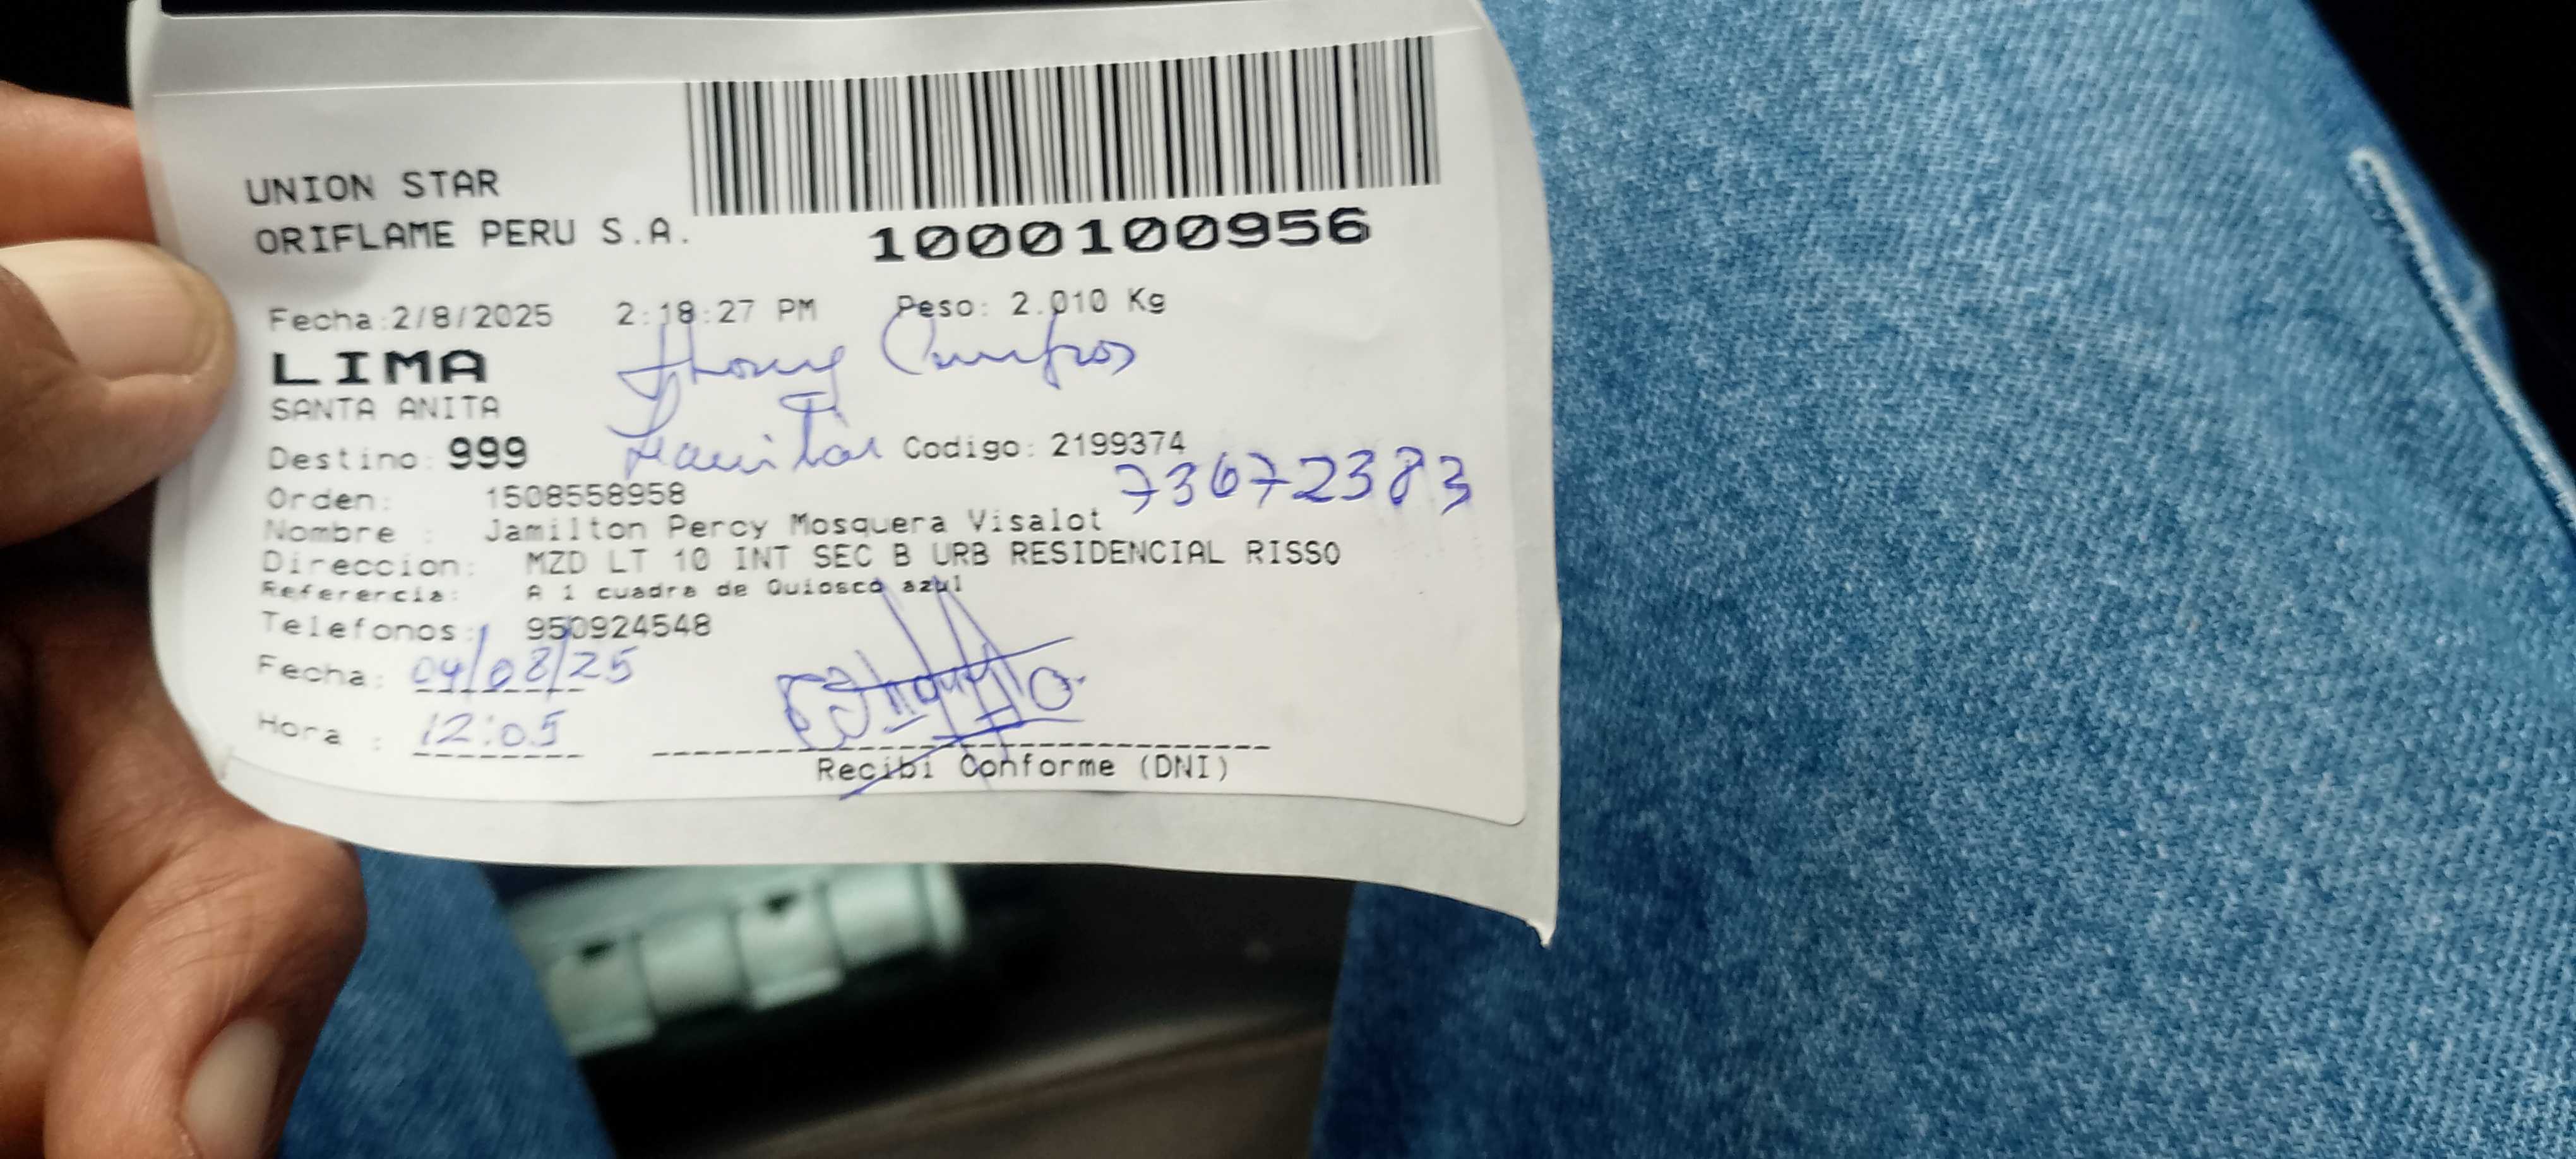 UNION STAR
ORIFLAME PERU S.A.
1000100956
Fecha:2/8/2025 2:18:27 PM Peso: 2.010 Kg
LIMA
SANTA ANITA
Destino: 999 Codigo: 2199374
73672383
Orden: 1508558958
Nombre : Jamilton Percy Mosquera Visalot
Direccion: MZD LT 10 INT SEC B URB RESIDENCIAL RISSO
Referencia: A 1 cuadra de Quiosco azul
Telefonos: 950924548
Fecha: 04/08/25
Hora : 12:05
Recibi Conforme (DNI)